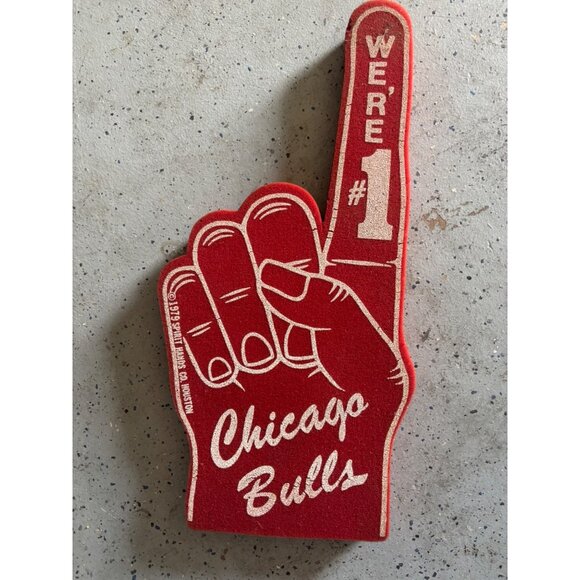 WE'RE
#1
© 1979 SPIRIT HANDS CO. HOUSTON
Chicago
Bulls